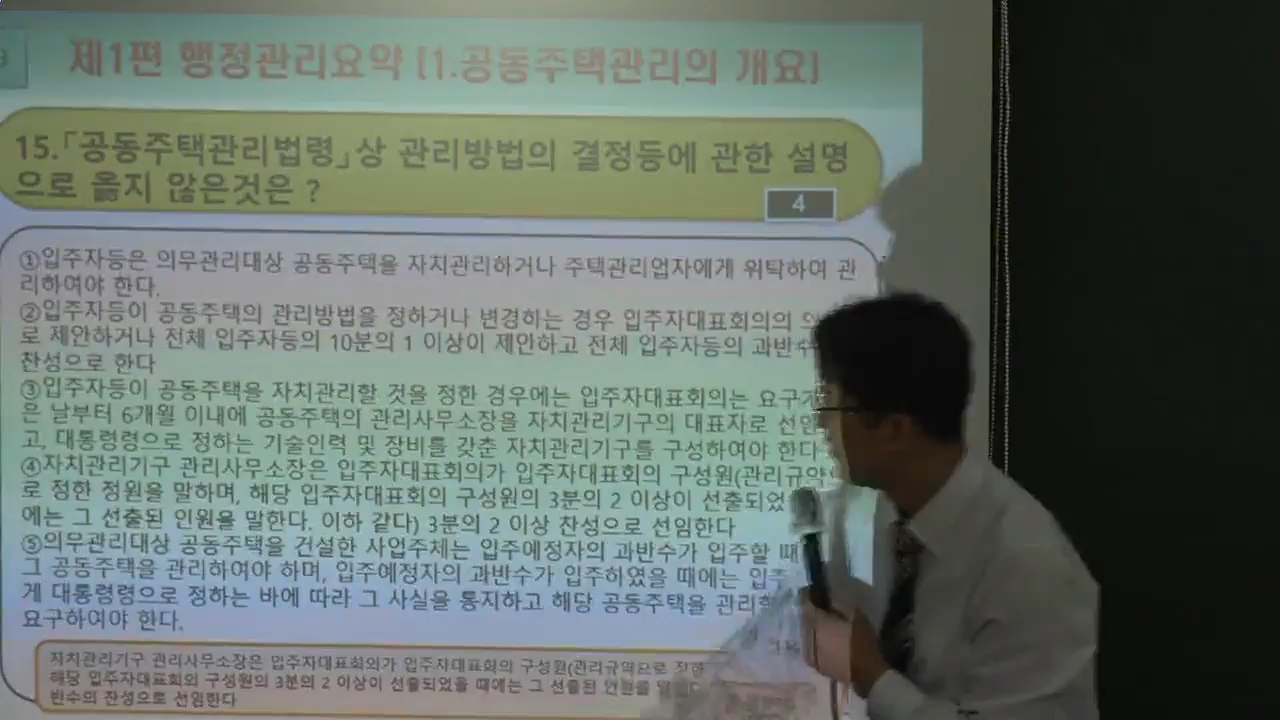 제1편 행정관리요약 [1.공동주택관리의 개요]
15.「공동주택관리법령」상 관리방법의 결정등에 관한 설명
으로 옳지 않은것은 ?
4
①입주자등은 의무관리대상 공동주택을 자치관리하거나 주택관리업자에게 위탁하여 관
리하여야 한다.
②입주자등이 공동주택의 관리방법을 정하거나 변경하는 경우 입주자대표회의의
로 제안하거나 전체 입주자등의 10분의 1 이상이 제안하고 전체 입주자등의 과반수
찬성으로 한다
③입주자등이 공동주택을 자치관리할 것을 정한 경우에는 입주자대표회의는
은 날부터 6개월 이내에 공동주택의 관리사무소장을 자치관리기구의 대표자로
고, 대통령령으로 정하는 기술인력 및 장비를 갖춘 자치관리기구를 구성하여야 한다
④자치관리기구 관리사무소장은 입주자대표회의가 입주자대표회의 구성원(관리규약
로 정한 정원을 말하며, 해당 입주자대표회의 구성원의 3분의 2 이상이 선출되었
에는 그 선출된 인원을 말한다. 이하 같다) 3분의 2 이상 찬성으로 선임한다
⑤의무관리대상 공동주택을 건설한 사업주체는 입주예정자의 과반수가 입주할 때
그 공동주택을 관리하여야 하며, 입주예정자의 과반수가 입주하였을 때에는
게 대통령령으로 정하는 바에 따라 그 사실을 통지하고 해당 공동주택을
요구하여야 한다.
자치관리기구 관리사무소장은 입주자대표회의가 입주자대표회의 구성원(관리규약으로 정한
해당 입주자대표회의 구성원의 3분의 2 이상이 선출되었을 때에는 그 선출된 인원을
반수의 찬성으로 선임한다